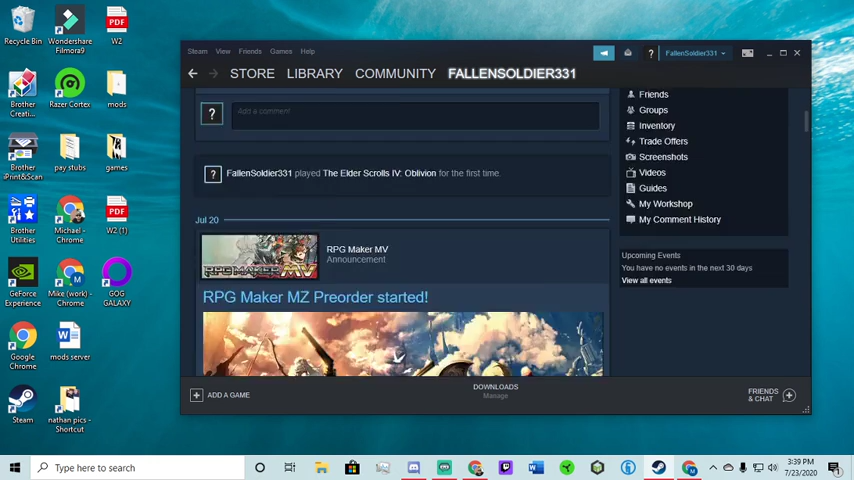 Recycle Bin
Wondershare
Filmora9
W2
Brother
Creati...
Razer Cortex
mods
Brother
iPrint&Scan
pay stubs
games
Brother
Utilities
Michael -
Chrome
W2 (1)
GeForce
Experience
Mike (work) -
Chrome
GOG
GALAXY
Google
Chrome
mods server
Steam
nathan pics -
Shortcut
Steam View Friends Games Help
FallenSoldier331
STORE LIBRARY COMMUNITY FALLENSOLDIER331
Add a comment
FallenSoldier331 played The Elder Scrolls IV: Oblivion for the first time.
Jul 20
RPG MAKER MV
RPG Maker MV
Announcement
RPG Maker MZ Preorder started!
Friends
Groups
Inventory
Trade Offers
Screenshots
Videos
Guides
My Workshop
My Comment History
Upcoming Events
You have no events in the next 30 days
View all events
ADD A GAME
DOWNLOADS
Manage
FRIENDS
& CHAT
Type here to search
3:39 PM
7/23/2020